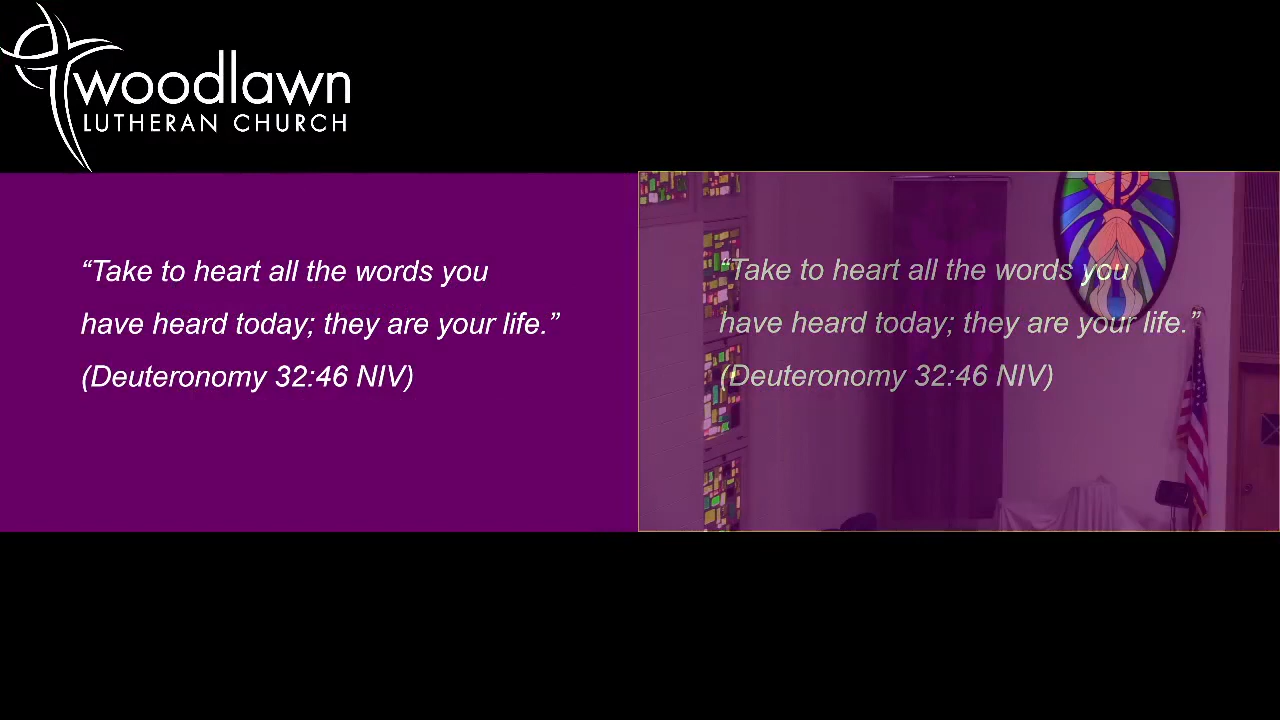 woodlawn
LUTHERAN CHURCH
“Take to heart all the words you
have heard today; they are your life.”
(Deuteronomy 32:46 NIV)
“Take to heart all the words you
have heard today; they are your life.”
(Deuteronomy 32:46 NIV)